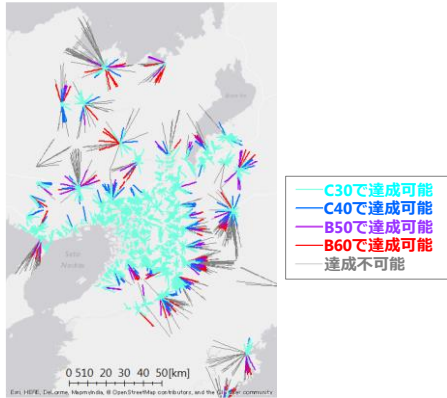 C30で達成可能
C40で達成可能
B50で達成可能
B60で達成可能
達成不可能
0 510 20 30 40 50[km]
Esri, HERE, DeLorme, MapmyIndia, © OpenStreetMap contributors, and the GIS user community